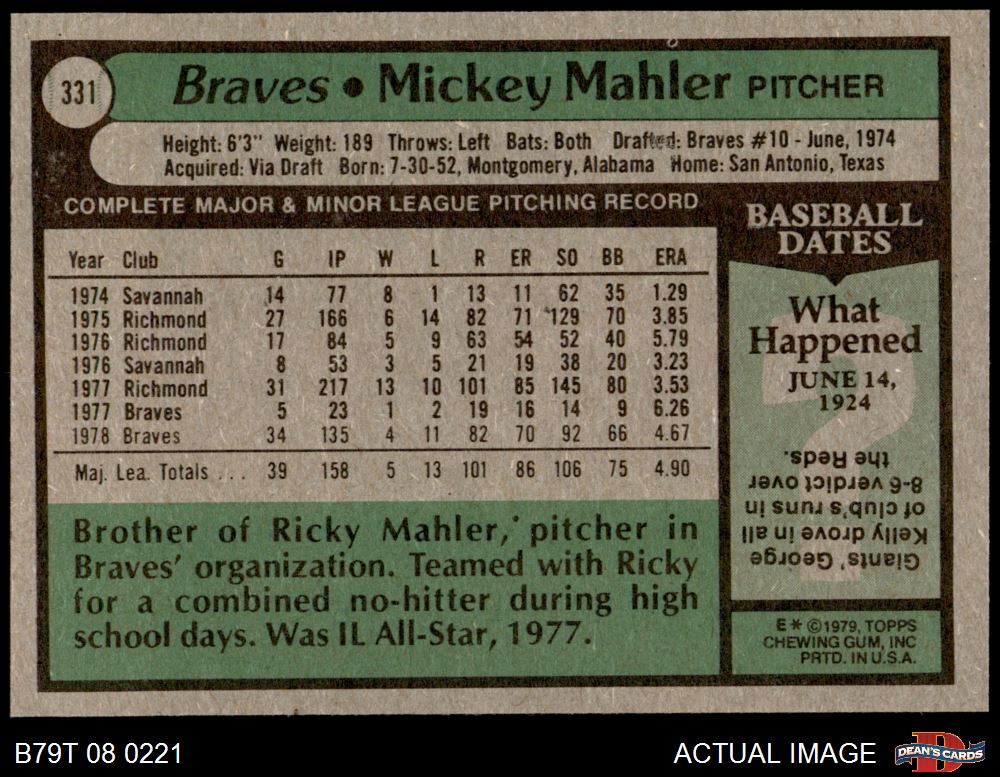 331
Braves • Mickey Mahler PITCHER
Height: 6'3" Weight: 189 Throws: Left Bats: Both Drafted: Braves #10 - June, 1974
Acquired: Via Draft Born: 7-30-52, Montgomery, Alabama Home: San Antonio, Texas
COMPLETE MAJOR & MINOR LEAGUE PITCHING RECORD
Year Club G IP W L R ER SO BB ERA
1974 Savannah 14 77 8 1 13 11 62 35 1.29
1975 Richmond 27 166 6 14 82 71 129 70 3.85
1976 Richmond 17 84 5 9 63 54 52 40 5.79
1976 Savannah 8 53 3 5 21 19 38 20 3.23
1977 Richmond 31 217 13 10 101 85 145 80 3.53
1977 Braves 5 23 1 2 19 16 14 9 6.26
1978 Braves 34 135 4 11 82 70 92 66 4.67
Maj. Lea. Totals ... 39 158 5 13 101 86 106 75 4.90
Brother of Ricky Mahler, pitcher in
Braves' organization. Teamed with Ricky
for a combined no-hitter during high
school days. Was IL All-Star, 1977.
BASEBALL
DATES
What
Happened
JUNE 14,
1924
Giants' George
Kelly drove in all
of club's runs in
8-6 verdict over
the Reds.
E * ©1979, TOPPS
CHEWING GUM, INC
PRTD. IN U.S.A.
B79T 08 0221
ACTUAL IMAGE
D
DEAN'S CARDS